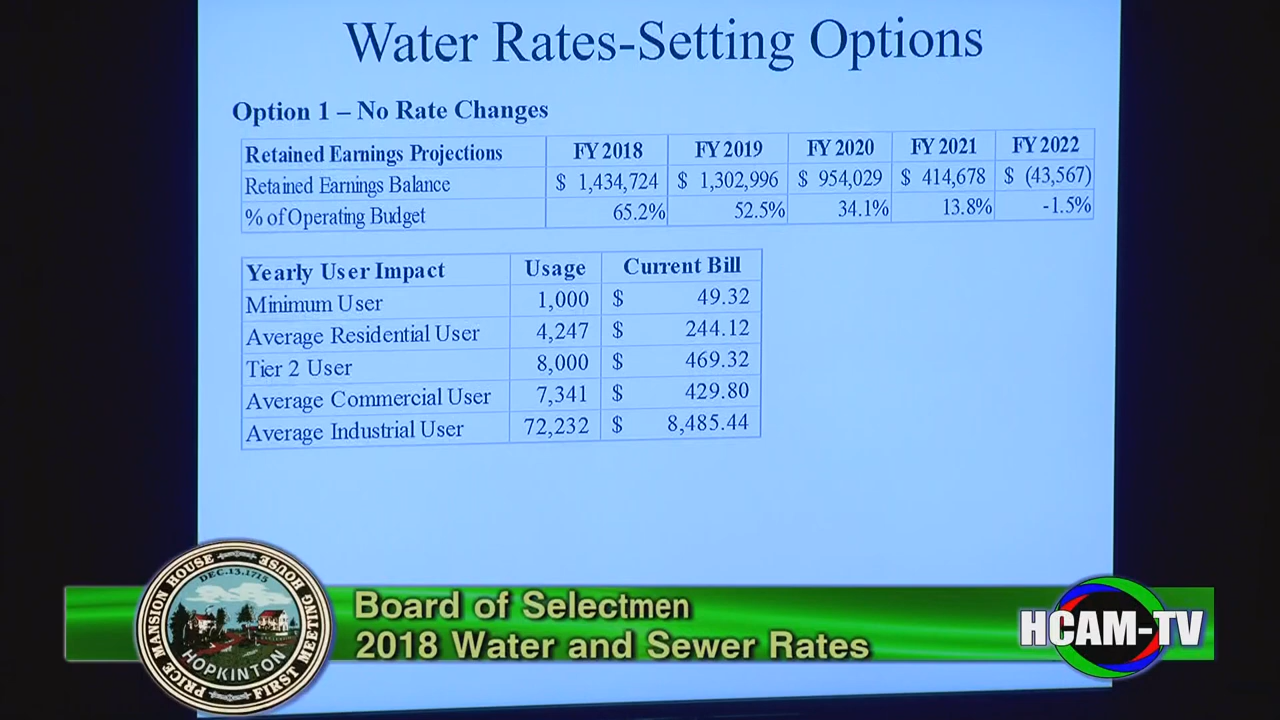 Water Rates-Setting Options
Option 1 – No Rate Changes
Retained Earnings Projections FY 2018 FY 2019 FY 2020 FY 2021 FY 2022
Retained Earnings Balance $ 1,434,724 $ 1,302,996 $ 954,029 $ 414,678 $ (43,567)
% of Operating Budget 65.2% 52.5% 34.1% 13.8% -1.5%
Yearly User Impact Usage Current Bill
Minimum User 1,000 $ 49.32
Average Residential User 4,247 $ 244.12
Tier 2 User 8,000 $ 469.32
Average Commercial User 7,341 $ 429.80
Average Industrial User 72,232 $ 8,485.44
PRICE MANSION HOUSE
FIRST MEETING HOUSE
DEC.13.1715
HOPKINTON
Board of Selectmen
2018 Water and Sewer Rates
HCAM-TV